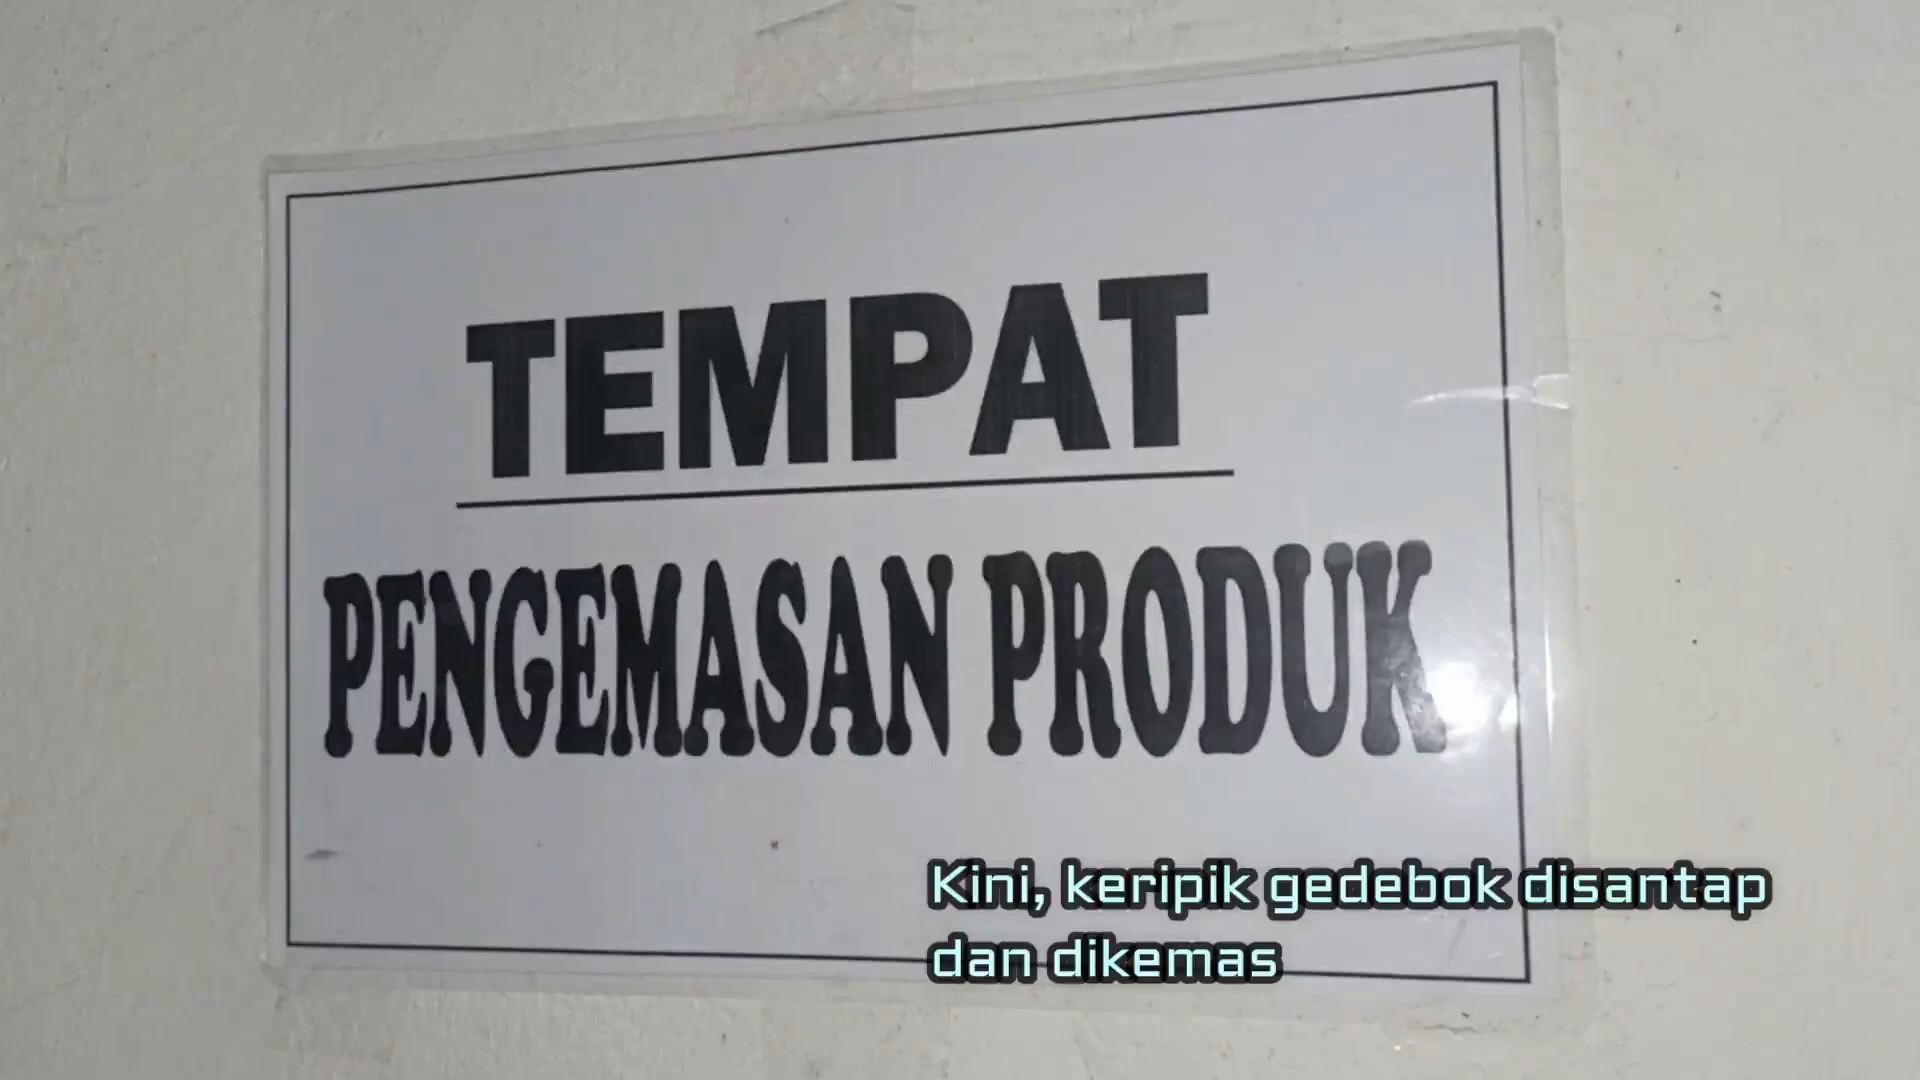 TEMPAT
PENGEMASAN PRODUK
Kini, keripik gedebok disantap
dan dikemas